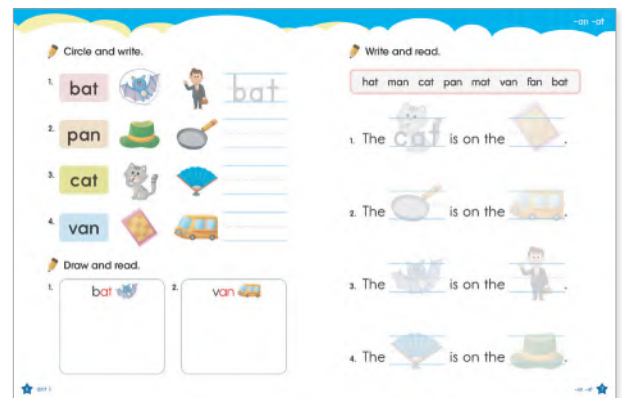 -an -at
Circle and write.
1. bat bat
2. pan
3. cat
4. van
Draw and read.
1. bat
2. van
Write and read.
hat man cat pan mat van fan bat
1. The cat is on the .
2. The is on the .
3. The is on the .
4. The is on the .